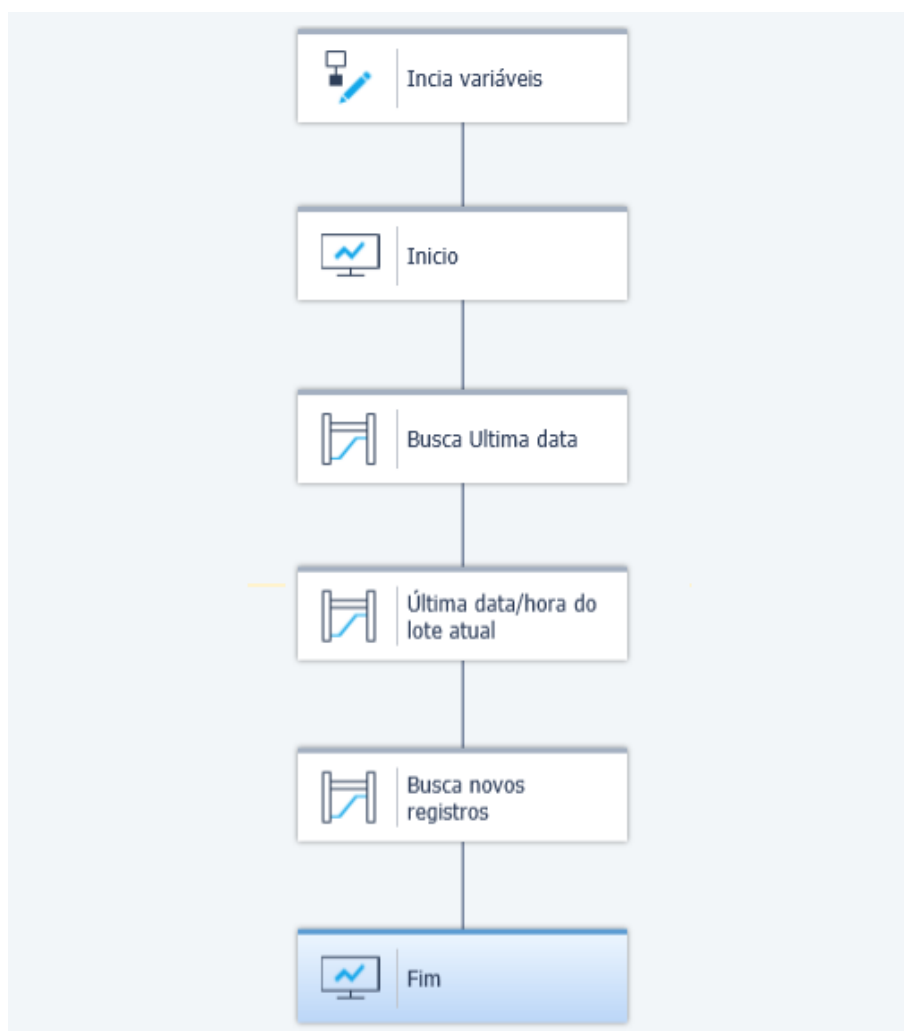 Incia variáveis
Inicio
Busca Ultima data
Última data/hora do
lote atual
Busca novos
registros
Fim